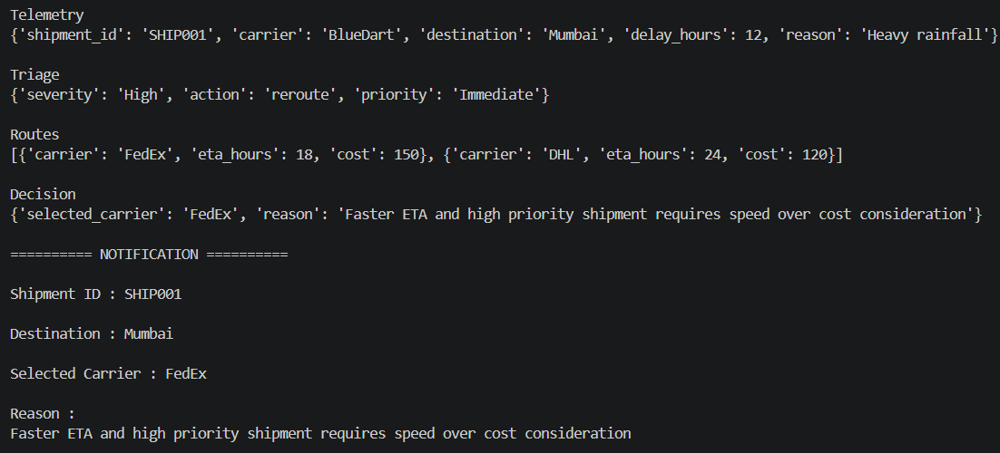 Telemetry
{'shipment_id': 'SHIP001', 'carrier': 'BlueDart', 'destination': 'Mumbai', 'delay_hours': 12, 'reason': 'Heavy rainfall'}
Triage
{'severity': 'High', 'action': 'reroute', 'priority': 'Immediate'}
Routes
[{'carrier': 'FedEx', 'eta_hours': 18, 'cost': 150}, {'carrier': 'DHL', 'eta_hours': 24, 'cost': 120}]
Decision
{'selected_carrier': 'FedEx', 'reason': 'Faster ETA and high priority shipment requires speed over cost consideration'}
========== NOTIFICATION ==========
Shipment ID : SHIP001
Destination : Mumbai
Selected Carrier : FedEx
Reason :
Faster ETA and high priority shipment requires speed over cost consideration